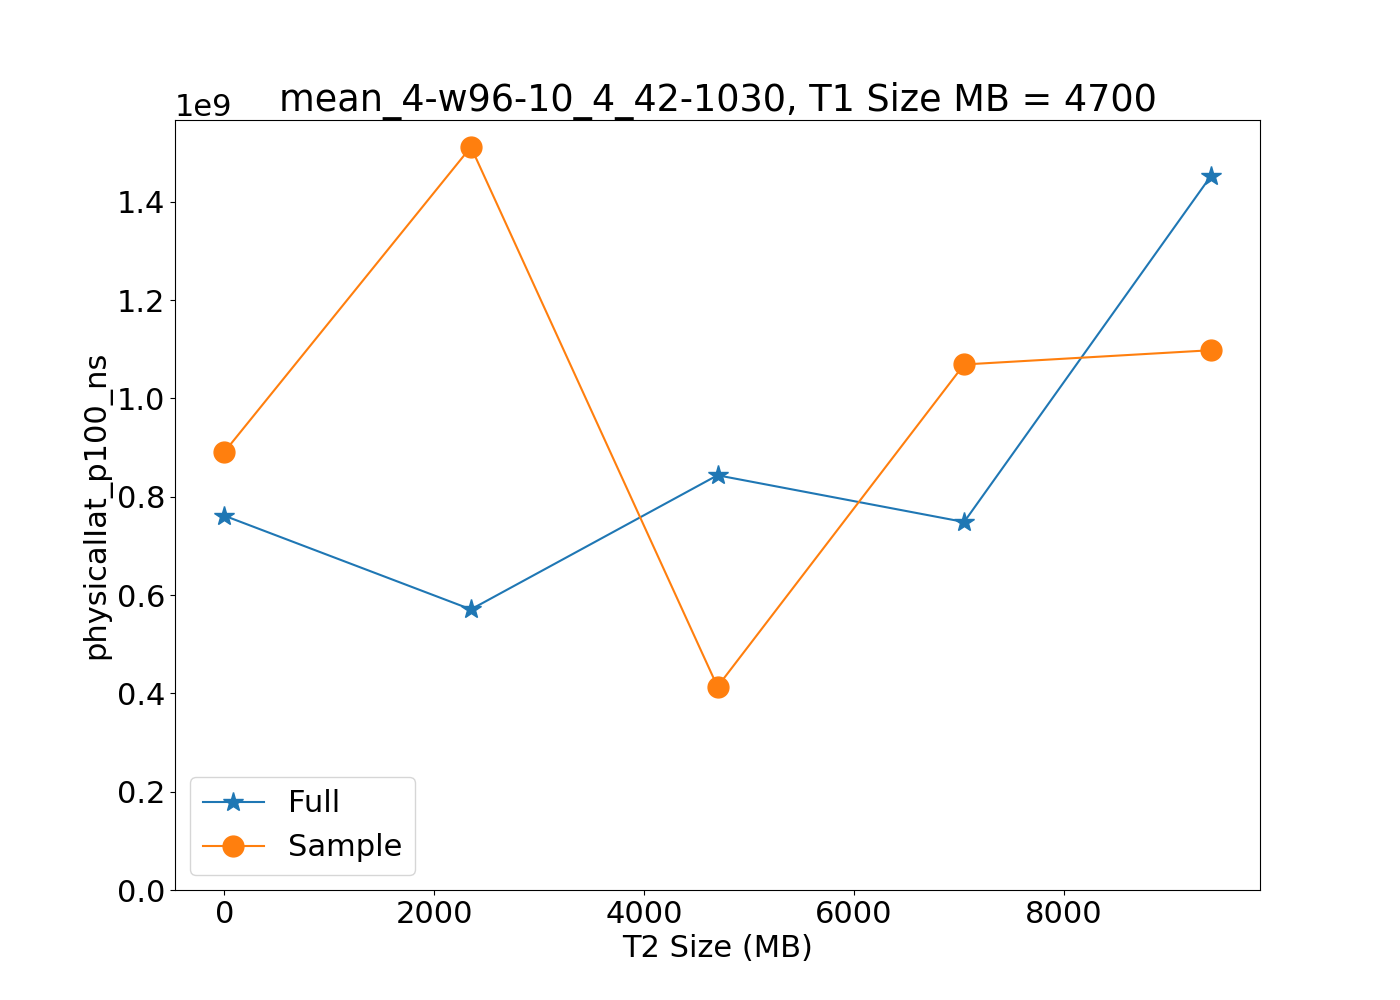 mean_4-w96-10_4_42-1030, T1 Size MB = 4700
1e9
1.4
1.2
1.0
0.8
0.6
0.4
0.2
0.0
physicallat_p100_ns
Full
Sample
0 2000 4000 6000 8000
T2 Size (MB)